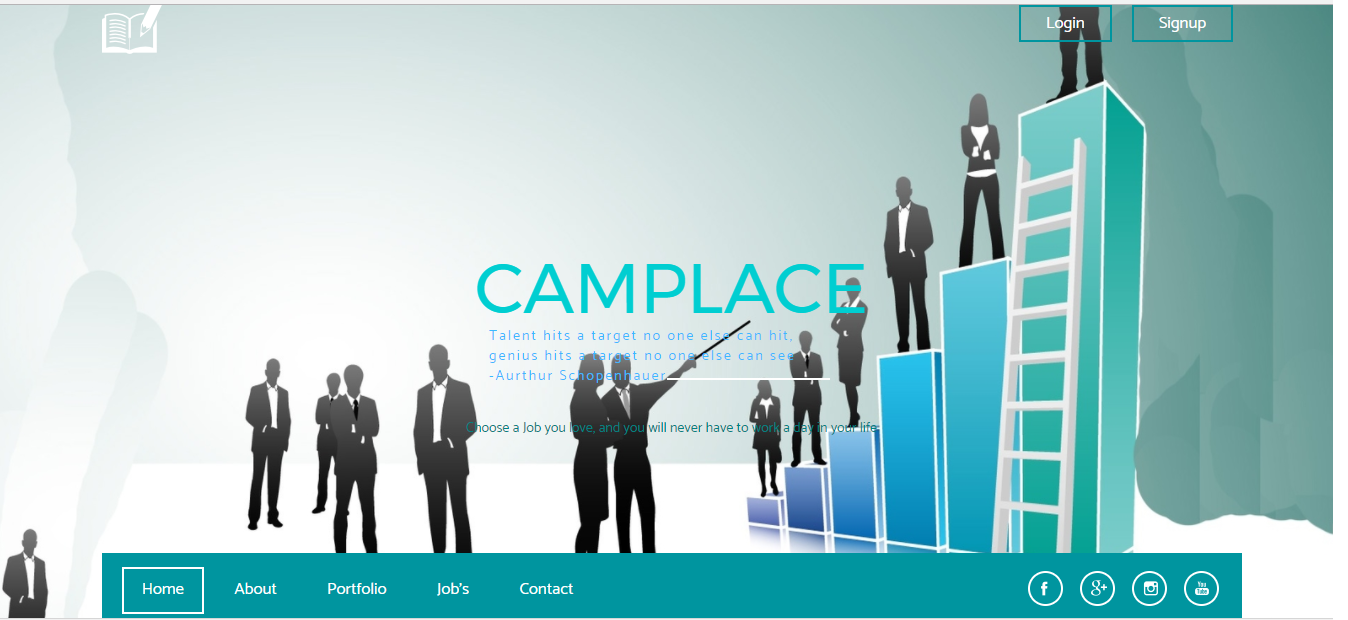 Login
Signup
CAMPLACE
Talent hits a target no one else can hit,
genius hits a target no one else can see
-Aurthur Schopenhauer
Choose a Job you love, and you will never have to work a day in your life.
Home
About
Portfolio
Job's
Contact
f
g+
You
Tube